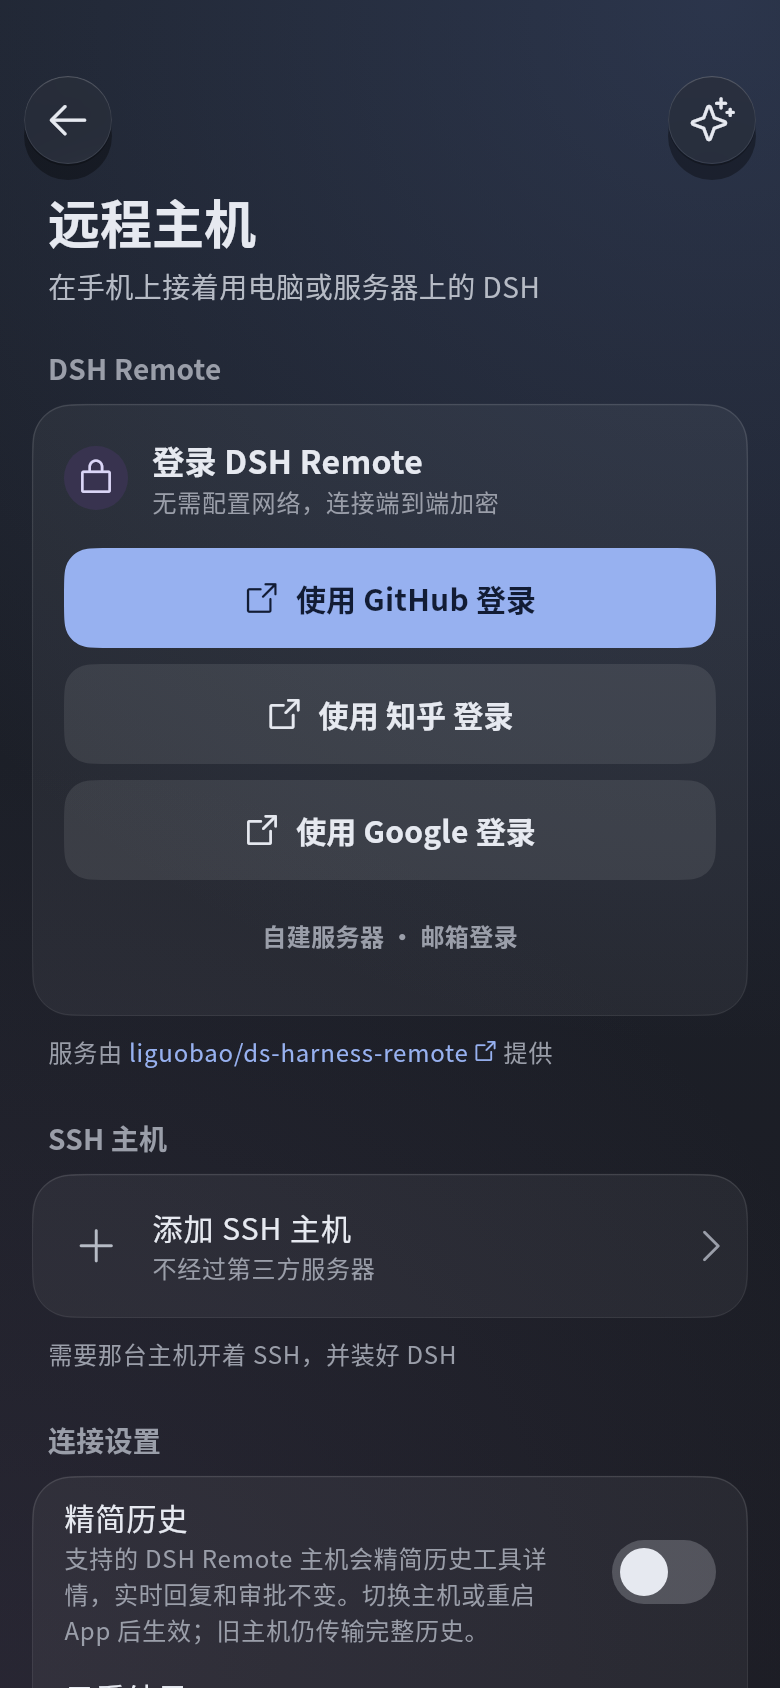 远程主机
在手机上接着用电脑或服务器上的 DSH
DSH Remote
登录 DSH Remote
无需配置网络，连接端到端加密
使用 GitHub 登录
使用 知乎 登录
使用 Google 登录
自建服务器 · 邮箱登录
服务由 liguobao/ds-harness-remote 提供
SSH 主机
添加 SSH 主机
不经过第三方服务器
需要那台主机开着 SSH，并装好 DSH
连接设置
精简历史
支持的 DSH Remote 主机会精简历史工具详
情，实时回复和审批不变。切换主机或重启
App 后生效；旧主机仍传输完整历史。